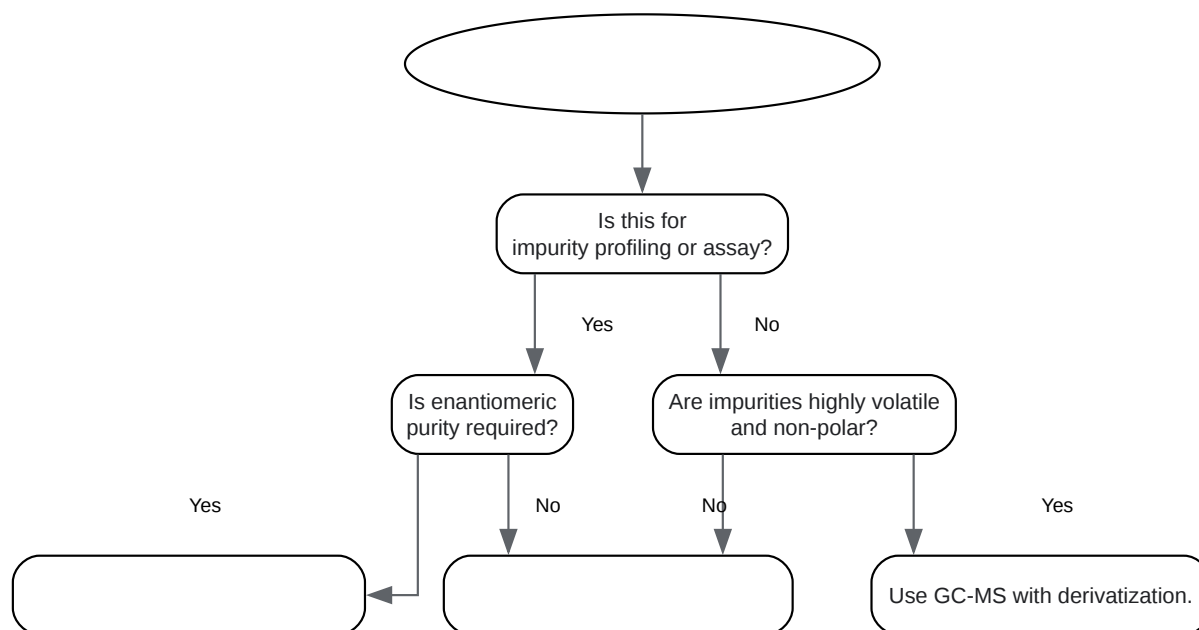 Is this for
impurity profiling or assay?
Yes
No
Is enantiomeric
purity required?
Are impurities highly volatile
and non-polar?
Yes
No
No
Yes
Use GC-MS with derivatization.